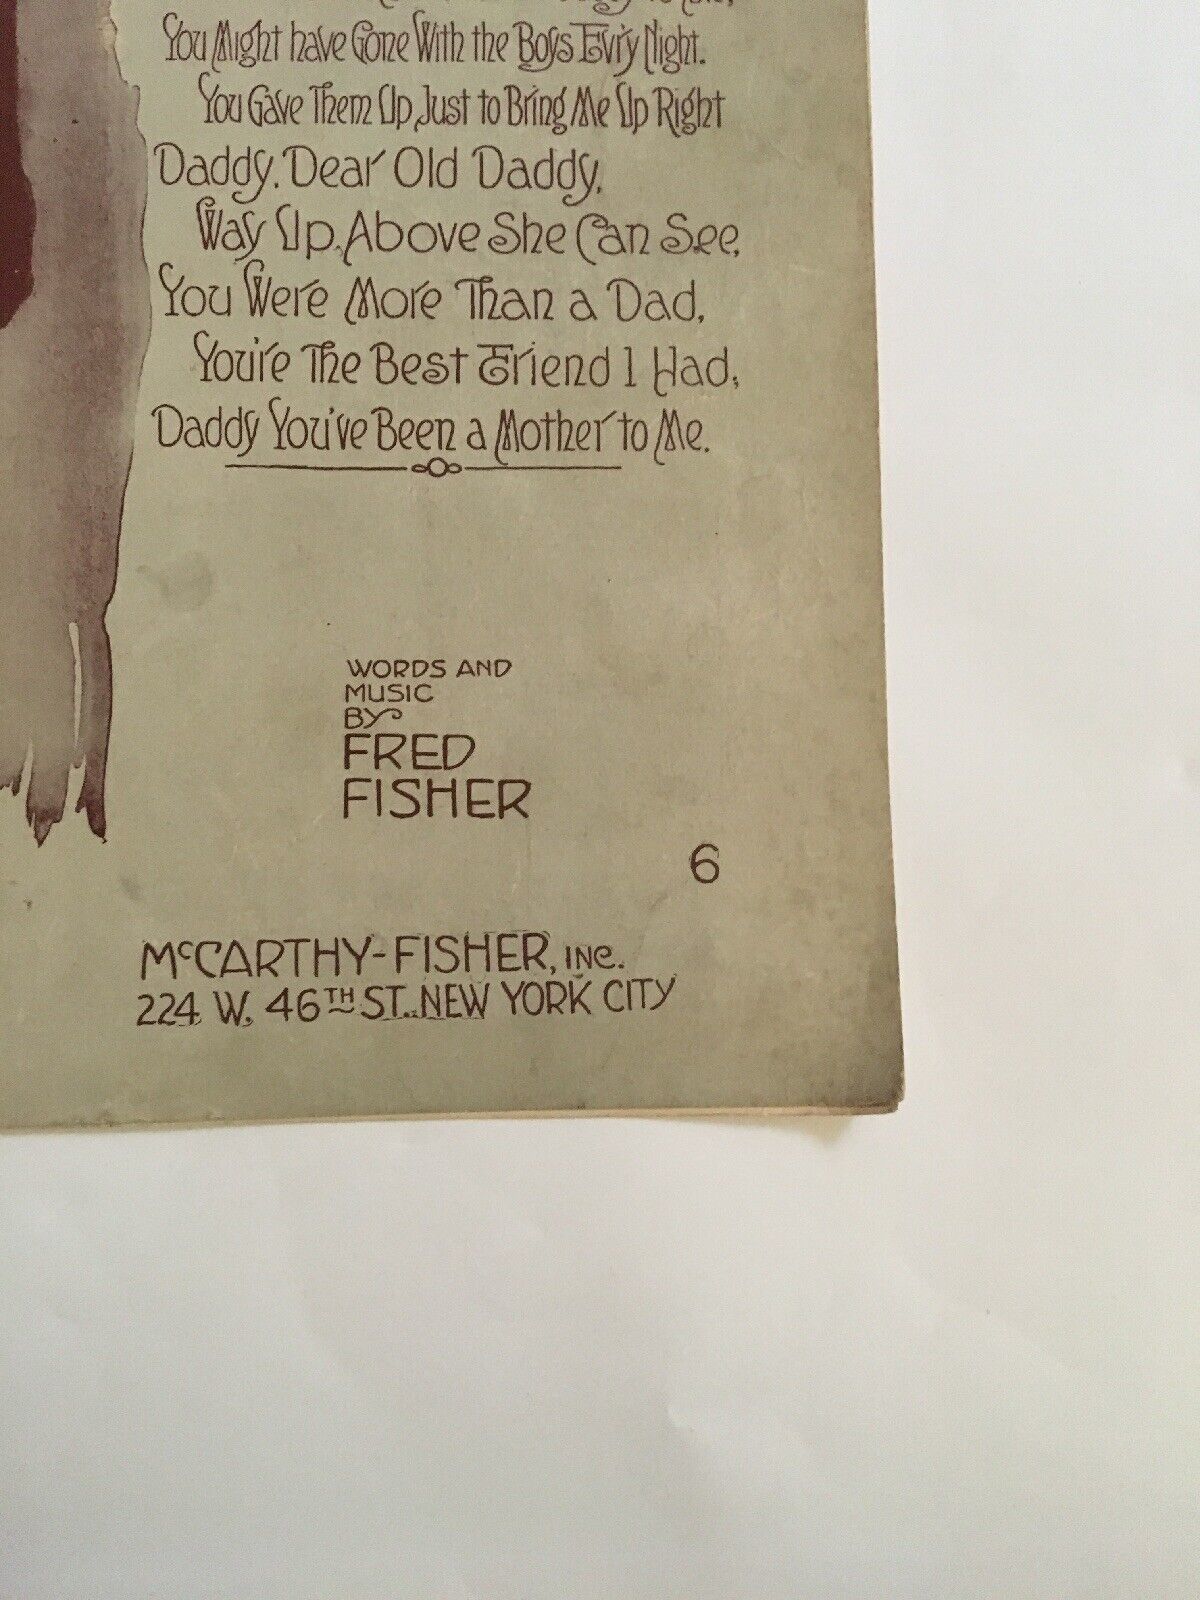 You Might have Gone With the Boys Ev'ry Night.
You Gave Them Up Just to Bring Me Up Right
Daddy, Dear Old Daddy,
Way Up Above She Can See,
You Were More Than a Dad,
You're The Best Friend I Had,
Daddy You've Been a Mother to Me.
WORDS AND
MUSIC
BY
FRED
FISHER
6
McCARTHY-FISHER, INC.
224 W. 46TH ST. NEW YORK CITY